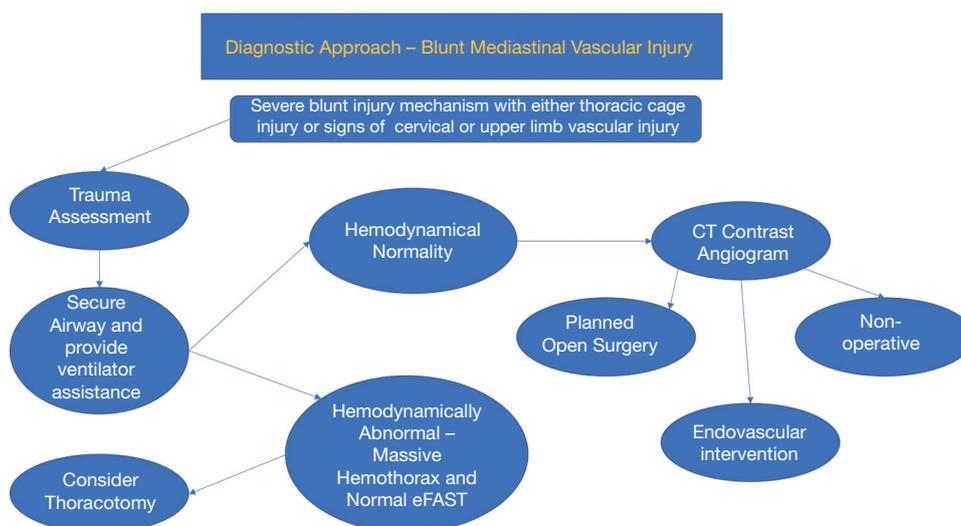 Diagnostic Approach – Blunt Mediastinal Vascular Injury
Severe blunt injury mechanism with either thoracic cage
injury or signs of cervical or upper limb vascular injury
Trauma
Assessment
Secure
Airway and
provide
ventilator
assistance
Hemodynamical
Normality
CT Contrast
Angiogram
Planned
Open Surgery
Non-
operative
Endovascular
intervention
Hemodynamically
Abnormal –
Massive
Hemothorax and
Normal eFAST
Consider
Thoracotomy